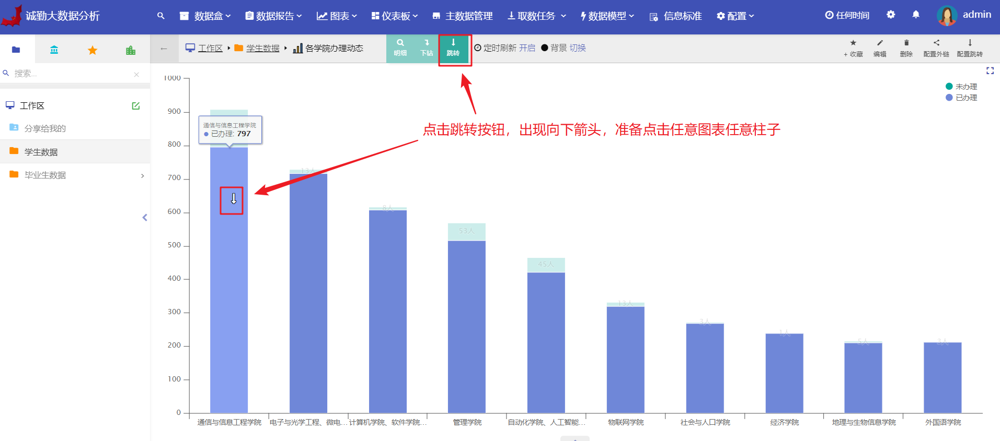 诚勤大数据分析
数据盒
数据报告
图表
仪表板
主数据管理
取数任务
数据模型
信息标准
配置
任何时间
admin
工作区
学生数据
各学院办理动态
明细
下钻
跳转
定时刷新 开启
背景 切换
+ 收藏
编辑
删除
配置外链
配置跳转
搜索...
工作区
分享给我的
学生数据
毕业生数据
未办理
已办理
点击跳转按钮，出现向下箭头，准备点击任意图表任意柱子
通信与信息工程学院
已办理: 797
1000
900
800
700
600
500
400
300
200
100
0
13人
8人
53人
45人
13人
3人
1人
5人
3人
通信与信息工程学院
电子与光学工程、微电...
计算机学院、软件学院...
管理学院
自动化学院、人工智能...
物联网学院
社会与人口学院
经济学院
地理与生物信息学院
外国语学院